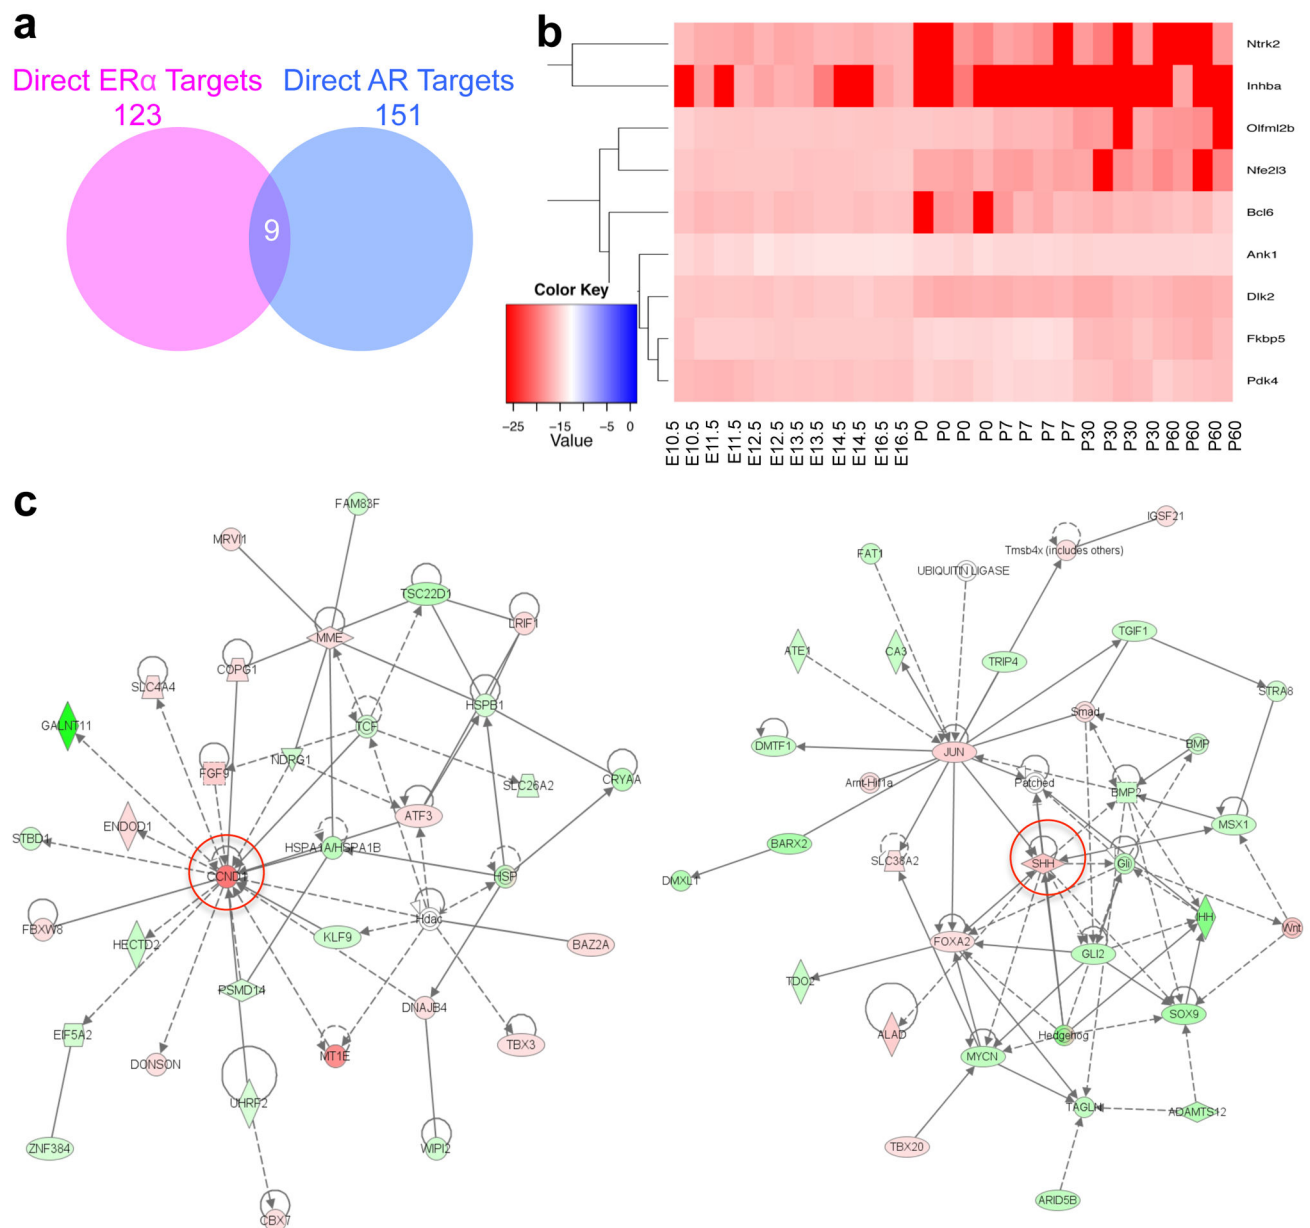 a
Direct ERα Targets
123
Direct AR Targets
151
9
b
Ntrk2
Inhba
Olfml2b
Nfe2l3
Bcl6
Ank1
Dlk2
Fkbp5
Pdk4
Color Key
-25
-15
-5
0
Value
E10.5
E10.5
E11.5
E11.5
E12.5
E12.5
E13.5
E13.5
E14.5
E14.5
E16.5
E16.5
P0
P0
P0
P0
P7
P7
P7
P7
P30
P30
P30
P30
P60
P60
P60
P60
c
FAM83F
MRVI1
TSC22D1
LRIF1
MME
COPG1
SLC4A4
HSPB1
GALNT11
TCF
NDRG1
FGF9
SLC26A2
CRYAA
ENDOD1
ATF3
STBD1
HSPA1A/HSPA1B
HSP
FBXW8
Hdac
HECTD2
KLF9
BAZ2A
PSMD14
DNAJB4
EIF5A2
DONSON
MT1E
TBX3
UHRF2
ZNF384
WIPI2
CBX7
IGSF21
Tmsb4x (includes others)
FAT1
UBIQUITIN LIGASE
TGIF1
ATE1
CA3
TRIP4
STRA8
Smad
DMTF1
JUN
BMP
Arnt-Hif1a
Patched
BMP2
MSX1
BARX2
SLC38A2
SHH
Gli
DMXL1
FOXA2
GLI2
Wnt
TDO2
SOX9
ALAD
Hedgehog
MYCN
ADAMTS12
TBX20
ARID5B